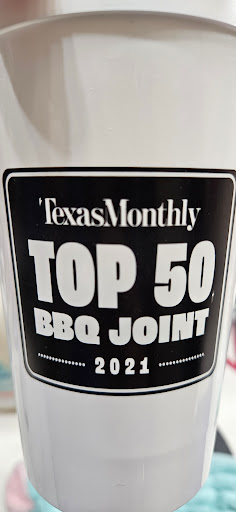 TexasMonthly
TOP 50
BBQ JOINT
2021